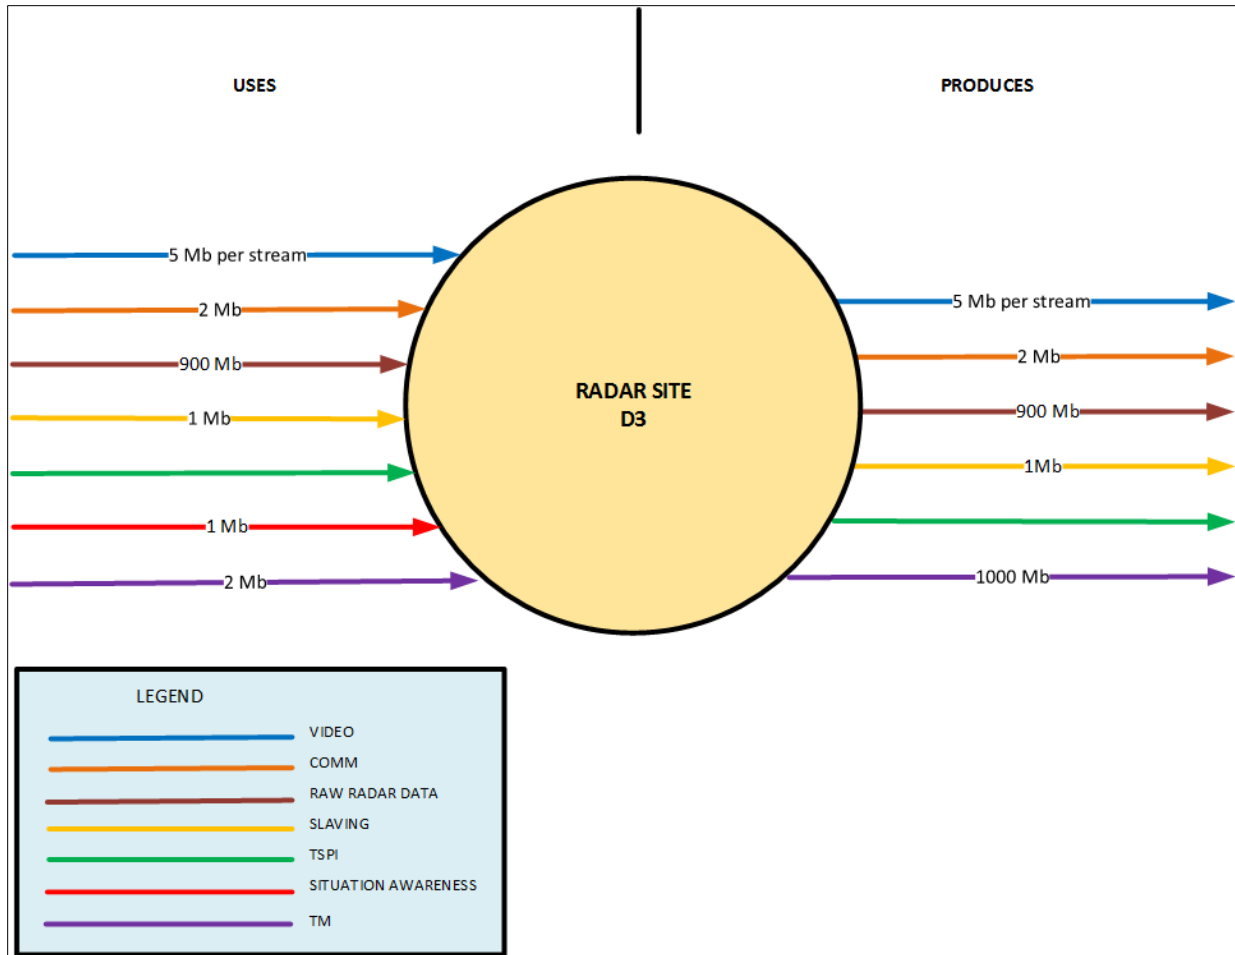 USES
PRODUCES
5 Mb per stream
2 Mb
900 Mb
1 Mb
1 Mb
2 Mb
RADAR SITE
D3
5 Mb per stream
2 Mb
900 Mb
1Mb
1000 Mb
LEGEND
VIDEO
COMM
RAW RADAR DATA
SLAVING
TSPI
SITUATION AWARENESS
TM